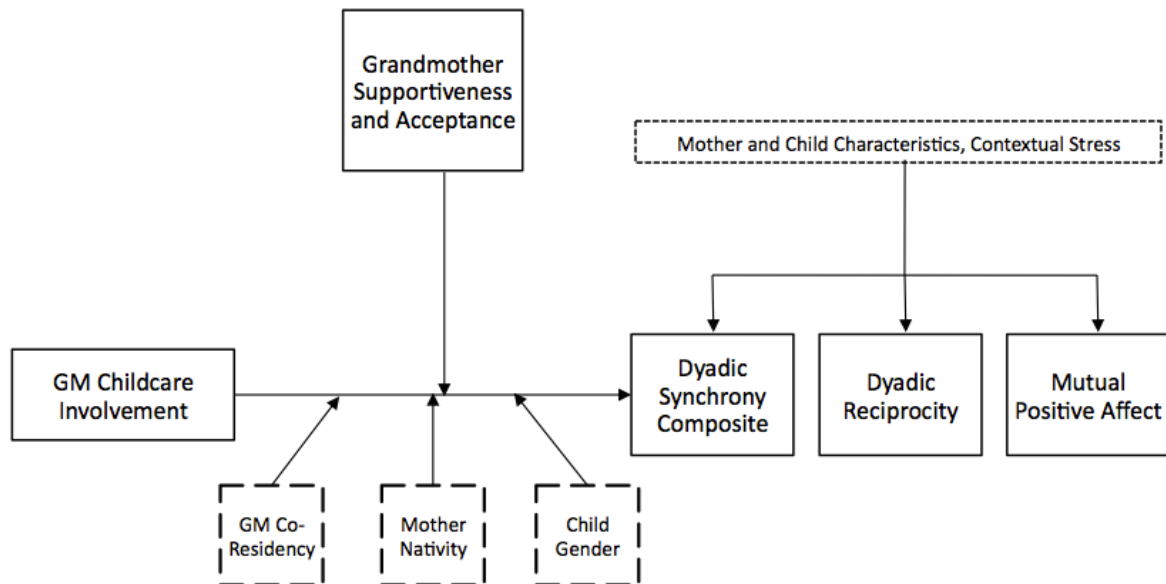 Grandmother
Supportiveness
and Acceptance
Mother and Child Characteristics, Contextual Stress
GM Childcare
Involvement
Dyadic
Synchrony
Composite
Dyadic
Reciprocity
Mutual
Positive Affect
GM Co-
Residency
Mother
Nativity
Child
Gender